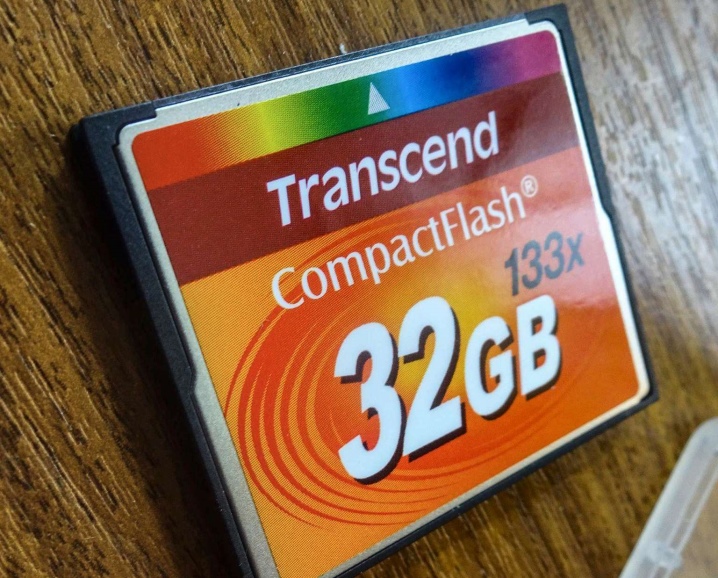 Transcend
CompactFlash®
133x
32GB